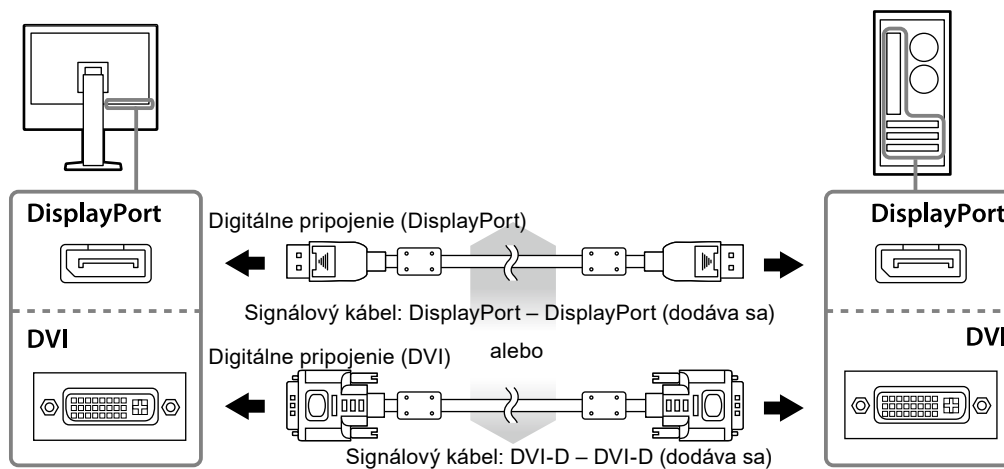 DisplayPort
Digitálne pripojenie (DisplayPort)
DisplayPort
Signálový kábel: DisplayPort – DisplayPort (dodáva sa)
DVI
Digitálne pripojenie (DVI)
alebo
DVI
Signálový kábel: DVI-D – DVI-D (dodáva sa)